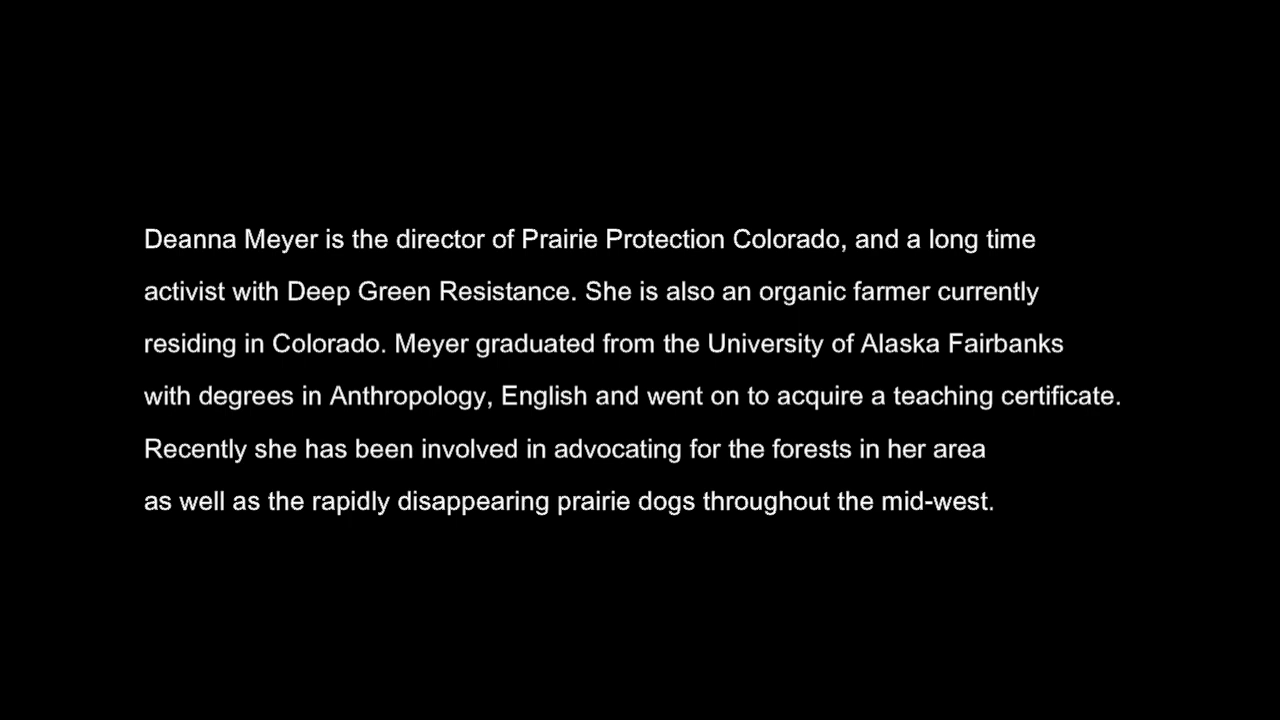 Deanna Meyer is the director of Prairie Protection Colorado, and a long time
activist with Deep Green Resistance. She is also an organic farmer currently
residing in Colorado. Meyer graduated from the University of Alaska Fairbanks
with degrees in Anthropology, English and went on to acquire a teaching certificate.
Recently she has been involved in advocating for the forests in her area
as well as the rapidly disappearing prairie dogs throughout the mid-west.